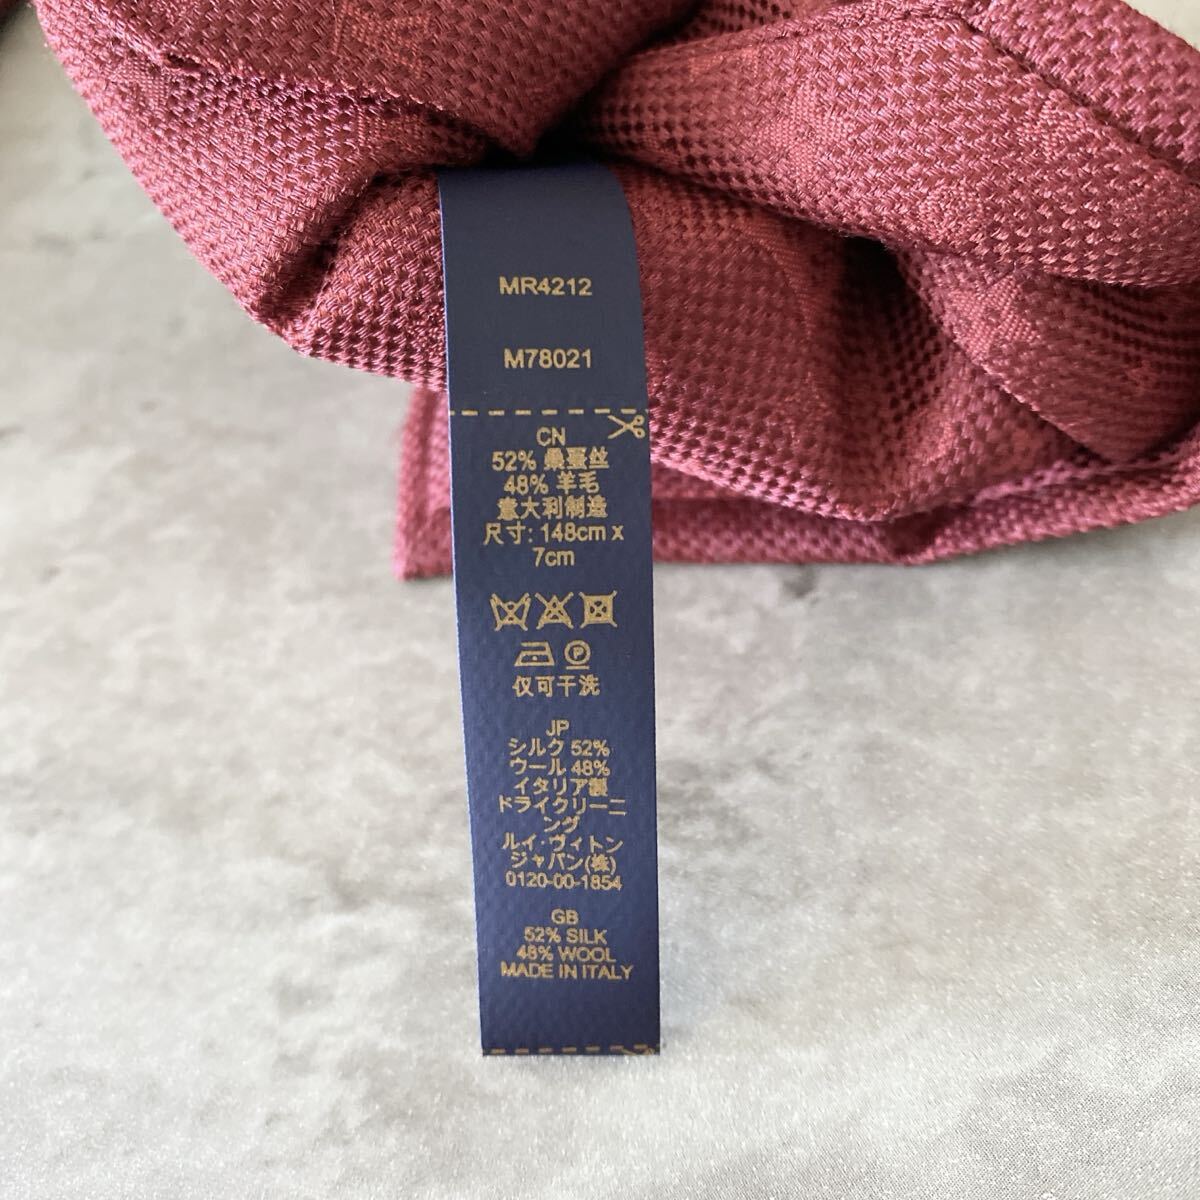 MR4212
M78021
CN
52% 桑蚕丝
48% 羊毛
意大利制造
尺寸: 148cm x
7cm
P
仅可干洗
JP
シルク 52%
ウール 48%
イタリア製
ドライクリーニ
ング
ルイ・ヴィトン
ジャパン(株)
0120-00-1854
GB
52% SILK
48% WOOL
MADE IN ITALY